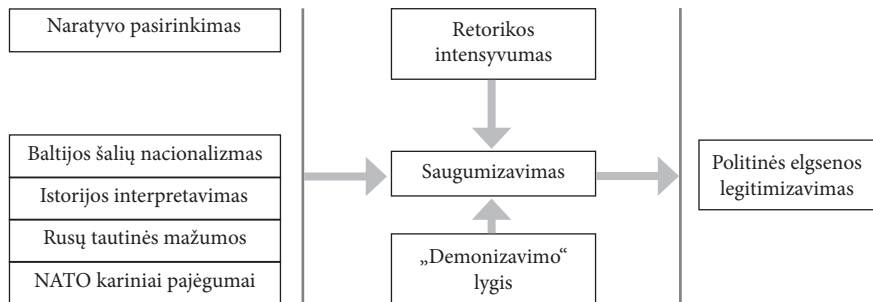 Naratyvo pasirinkimas
Baltijos šalių nacionalizmas
Istorijos interpretavimas
Rusų tautinės mažumos
NATO kariniai pajėgumai
Retorikos
intensyvumas
Saugumizavimas
„Demonizavimo“
lygis
Politinės elgsenos
legitimizavimas